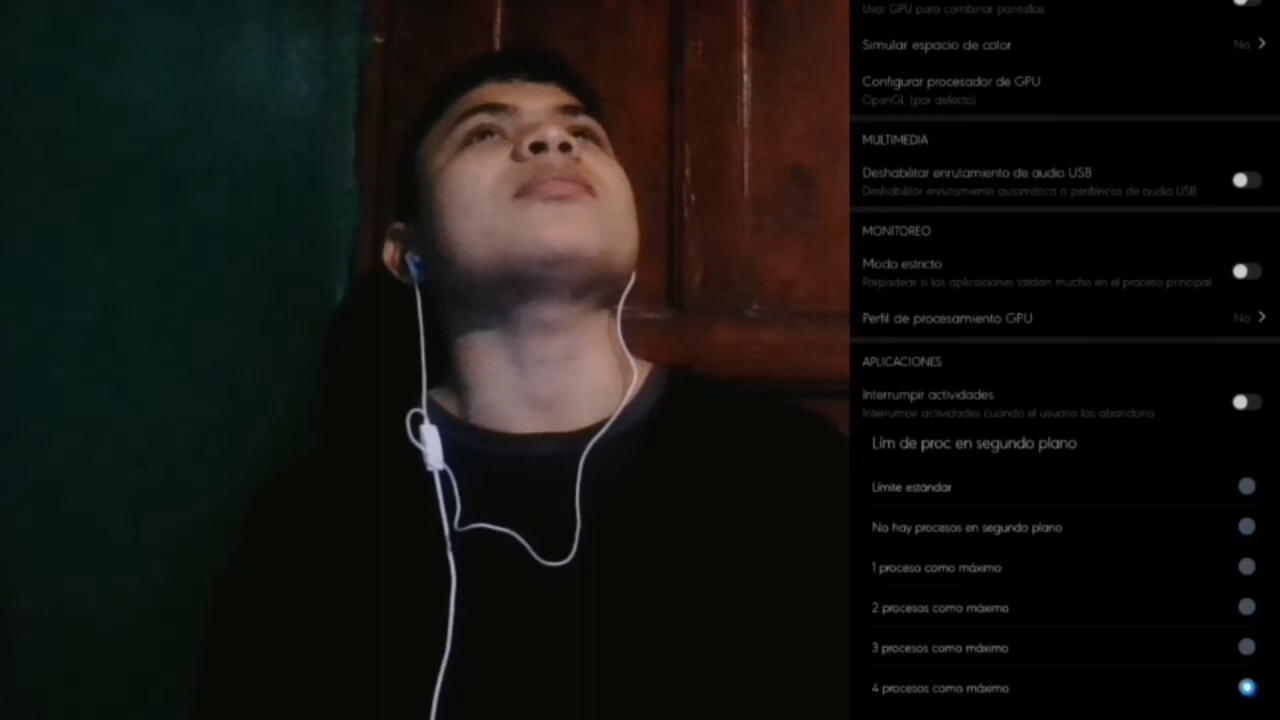 Usar GPU para combinar pantallas
Simular espacio de color
No
Configurar procesador de GPU
OpenGL (por defecto)
MULTIMEDIA
Deshabilitar enrutamiento de audio USB
Deshabilitar enrutamiento automático a periféricos de audio USB
MONITOREO
Modo estricto
Parpadear si las aplicaciones tardan mucho en el proceso principal
Perfil de procesamiento GPU
No
APLICACIONES
Interrumpir actividades
Interrumpir actividades cuando el usuario las abandona
Lím de proc en segundo plano
Límite estándar
No hay procesos en segundo plano
1 proceso como máximo
2 procesos como máximo
3 procesos como máximo
4 procesos como máximo